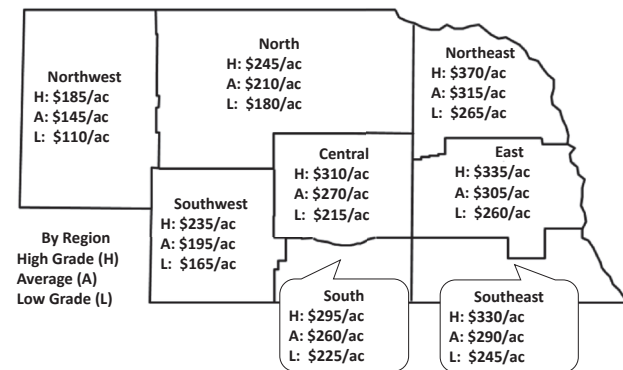 North
H: $245/ac
A: $210/ac
L: $180/ac
Northeast
H: $370/ac
A: $315/ac
L: $265/ac
Northwest
H: $185/ac
A: $145/ac
L: $110/ac
Central
H: $310/ac
A: $270/ac
L: $215/ac
East
H: $335/ac
A: $305/ac
L: $260/ac
Southwest
H: $235/ac
A: $195/ac
L: $165/ac
By Region
High Grade (H)
Average (A)
Low Grade (L)
South
H: $295/ac
A: $260/ac
L: $225/ac
Southeast
H: $330/ac
A: $290/ac
L: $245/ac